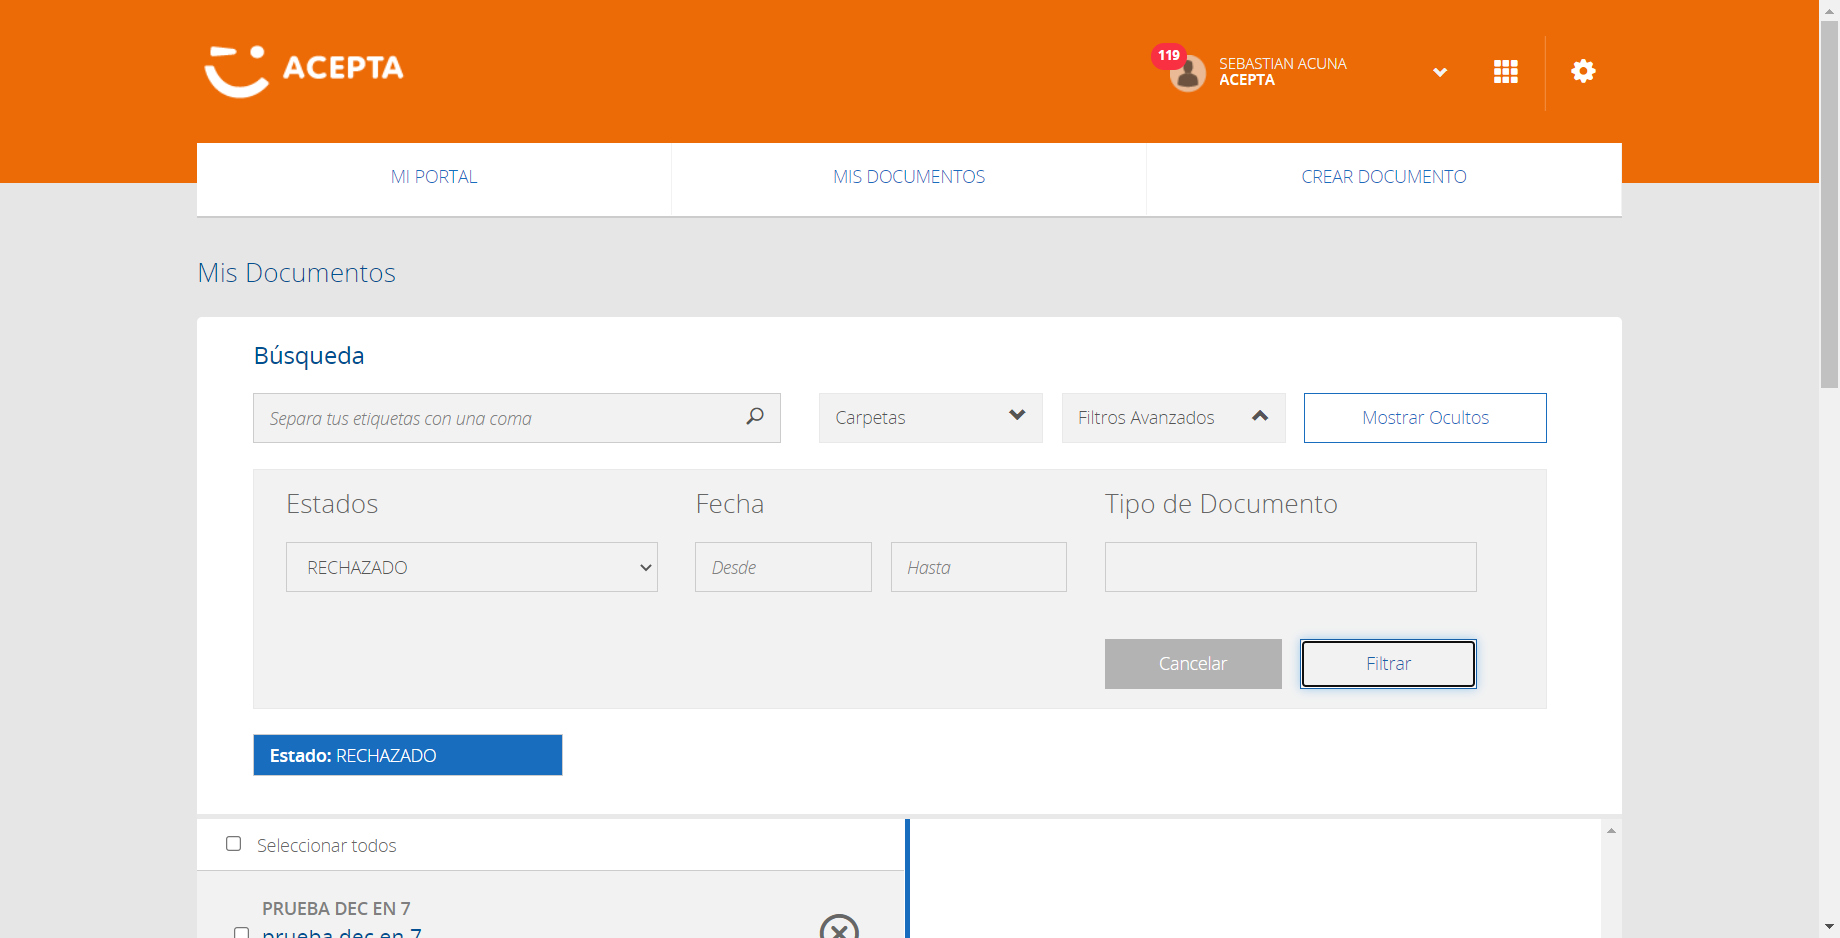 ACEPTA
119
SEBASTIAN ACUNA
ACEPTA
MI PORTAL
MIS DOCUMENTOS
CREAR DOCUMENTO
Mis Documentos
Búsqueda
Separa tus etiquetas con una coma
Carpetas
Filtros Avanzados
Mostrar Ocultos
Estados
Fecha
Tipo de Documento
RECHAZADO
Desde
Hasta
Cancelar
Filtrar
Estado: RECHAZADO
Seleccionar todos
PRUEBA DEC EN 7
prueba dec en 7